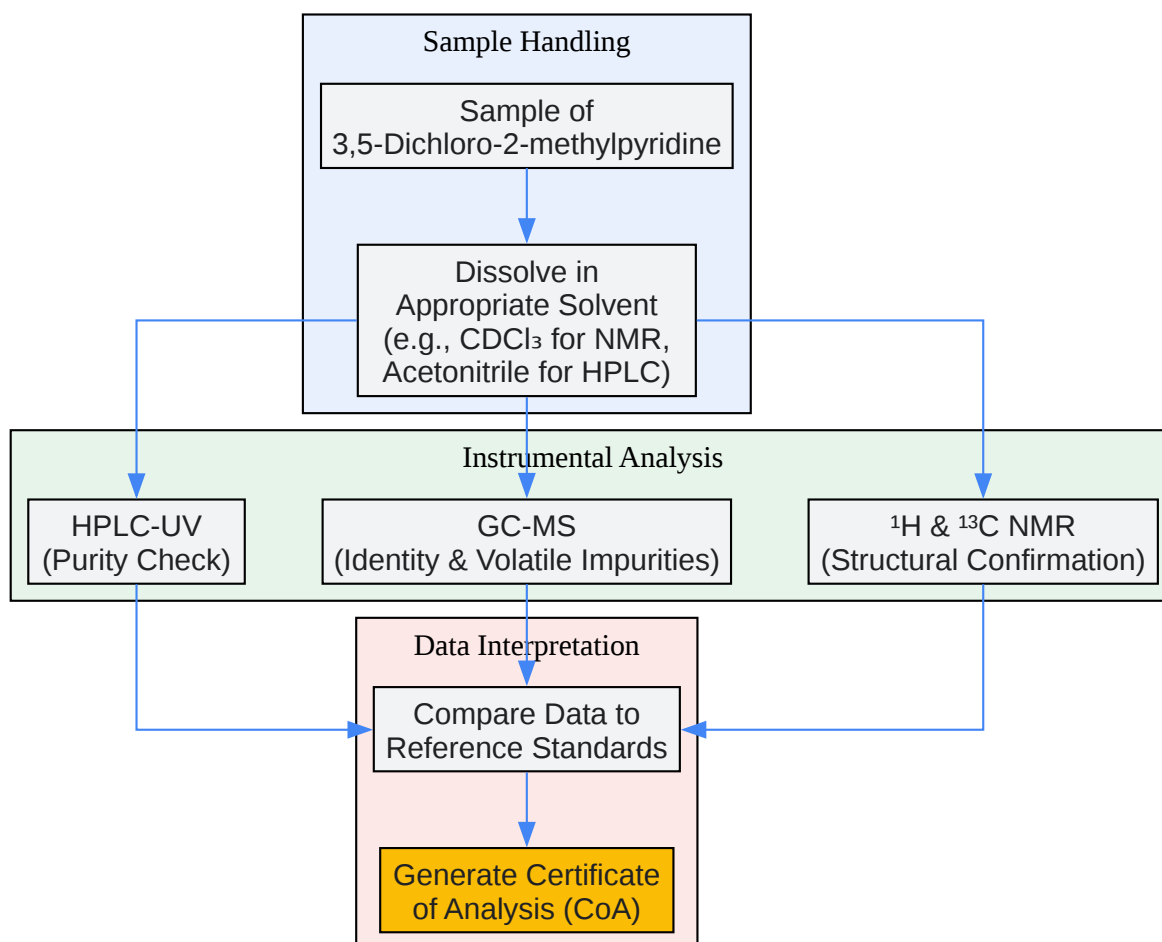 Sample Handling
Sample of
3,5-Dichloro-2-methylpyridine
Dissolve in
Appropriate Solvent
(e.g., CDCl₃ for NMR,
Acetonitrile for HPLC)
Instrumental Analysis
HPLC-UV
(Purity Check)
GC-MS
(Identity & Volatile Impurities)
¹H & ¹³C NMR
(Structural Confirmation)
Data Interpretation
Compare Data to
Reference Standards
Generate Certificate
of Analysis (CoA)